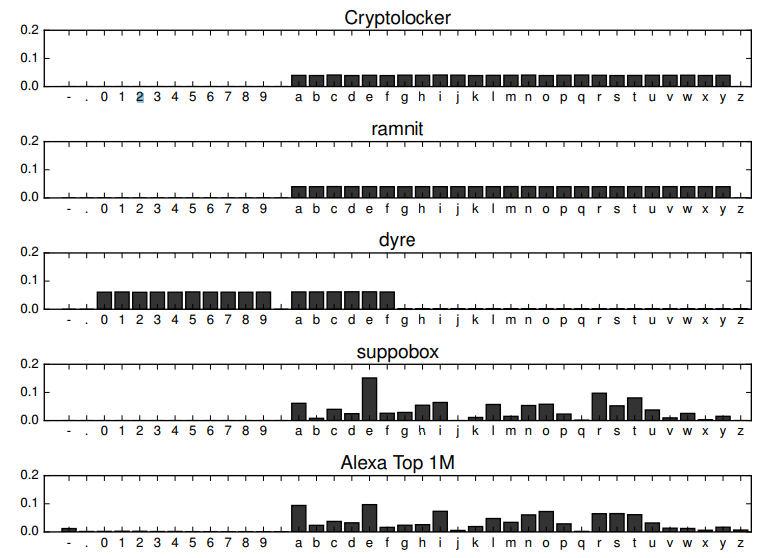 Cryptolocker
0.2
0.1
0.0
- . 0 1 2 3 4 5 6 7 8 9 a b c d e f g h i j k l m n o p q r s t u v w x y z
ramnit
0.2
0.1
0.0
- . 0 1 2 3 4 5 6 7 8 9 a b c d e f g h i j k l m n o p q r s t u v w x y z
dyre
0.2
0.1
0.0
- . 0 1 2 3 4 5 6 7 8 9 a b c d e f g h i j k l m n o p q r s t u v w x y z
suppobox
0.2
0.1
0.0
- . 0 1 2 3 4 5 6 7 8 9 a b c d e f g h i j k l m n o p q r s t u v w x y z
Alexa Top 1M
0.2
0.1
0.0
- . 0 1 2 3 4 5 6 7 8 9 a b c d e f g h i j k l m n o p q r s t u v w x y z